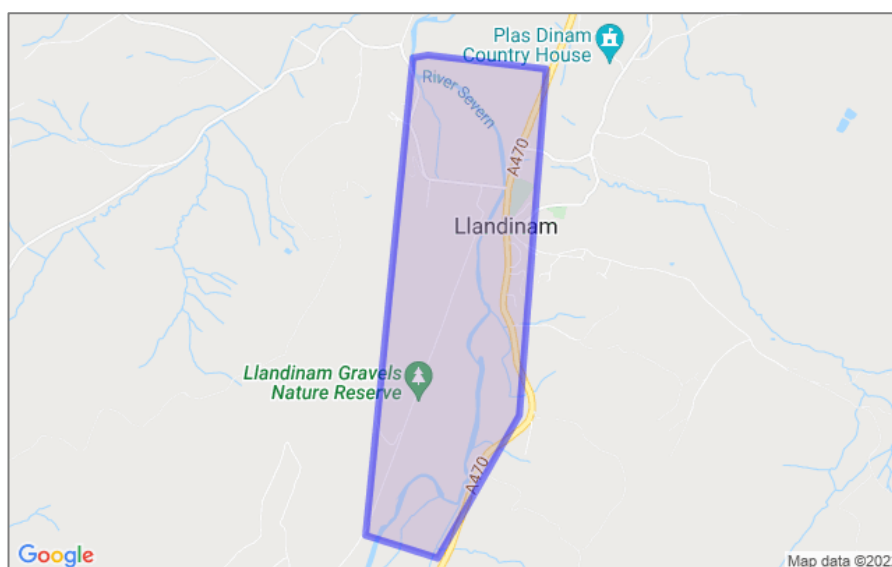 Plas Dinam
Country House
River Severn
A470
Llandinam
Llandinam Gravels
Nature Reserve
A470
Google
Map data ©202